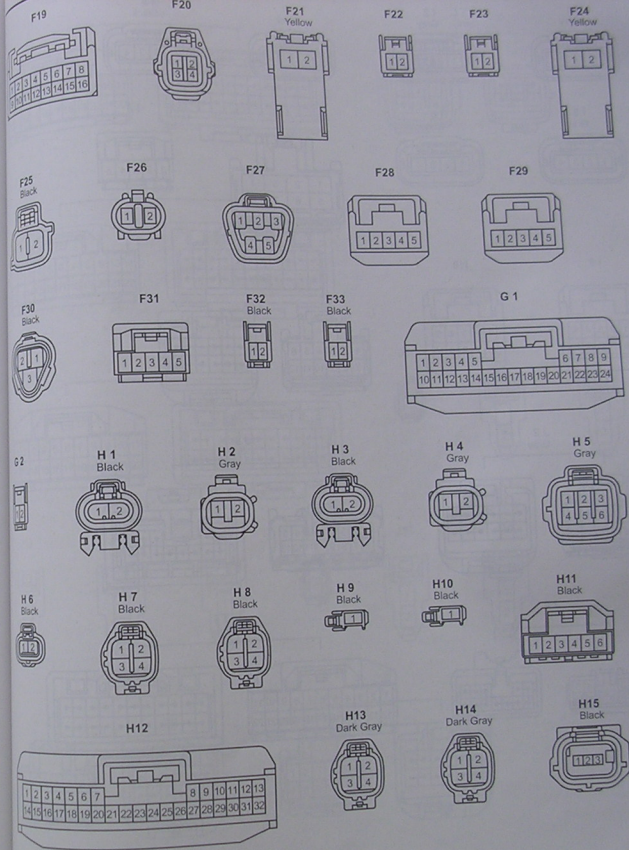 F19
F20
F21
Yellow
F22
F23
F24
Yellow
1 2 3 4 5 6 7 8
10 11 12 13 14 15 16
1 2
3 4
1 2
1 2
1 2
1 2
F25
Black
F26
F27
F28
F29
1 2
1 2
1 2 3
4 5
1 2 3 4 5
1 2 3 4 5
F30
Black
F31
F32
Black
F33
Black
G 1
2 1
3
1 2 3 4 5
1 2
1 2
1 2 3 4 5 6 7 8 9
10 11 12 13 14 15 16 17 18 19 20 21 22 23 24
G 2
H 1
Black
H 2
Gray
H 3
Black
H 4
Gray
H 5
Gray
1 2
1 2
1 2
1 2
1 2 3
4 5 6
H 6
Black
H 7
Black
H 8
Black
H 9
Black
H10
Black
H11
Black
1 2
1 2
3 4
1 2
3 4
1
1
1 2 3 4 5 6
H12
H13
Dark Gray
H14
Dark Gray
H15
Black
1 2 3 4 5 6 7 8 9 10 11 12 13
14 15 16 17 18 19 20 21 22 23 24 25 26 27 28 29 30 31 32
1 2
3 4
1 2
3 4
1 2 3